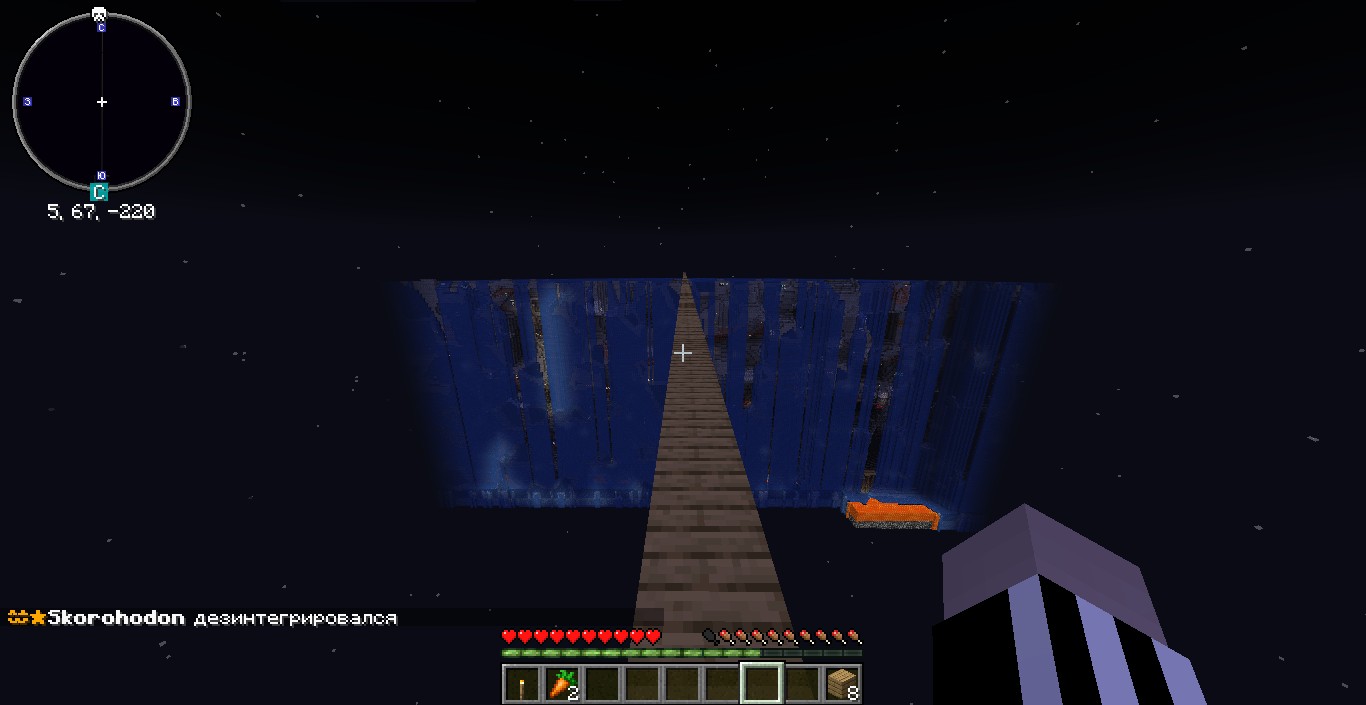 С
З
В
Ю
С
5, 67, -220
Skorohodon дезинтегрировался
2
8